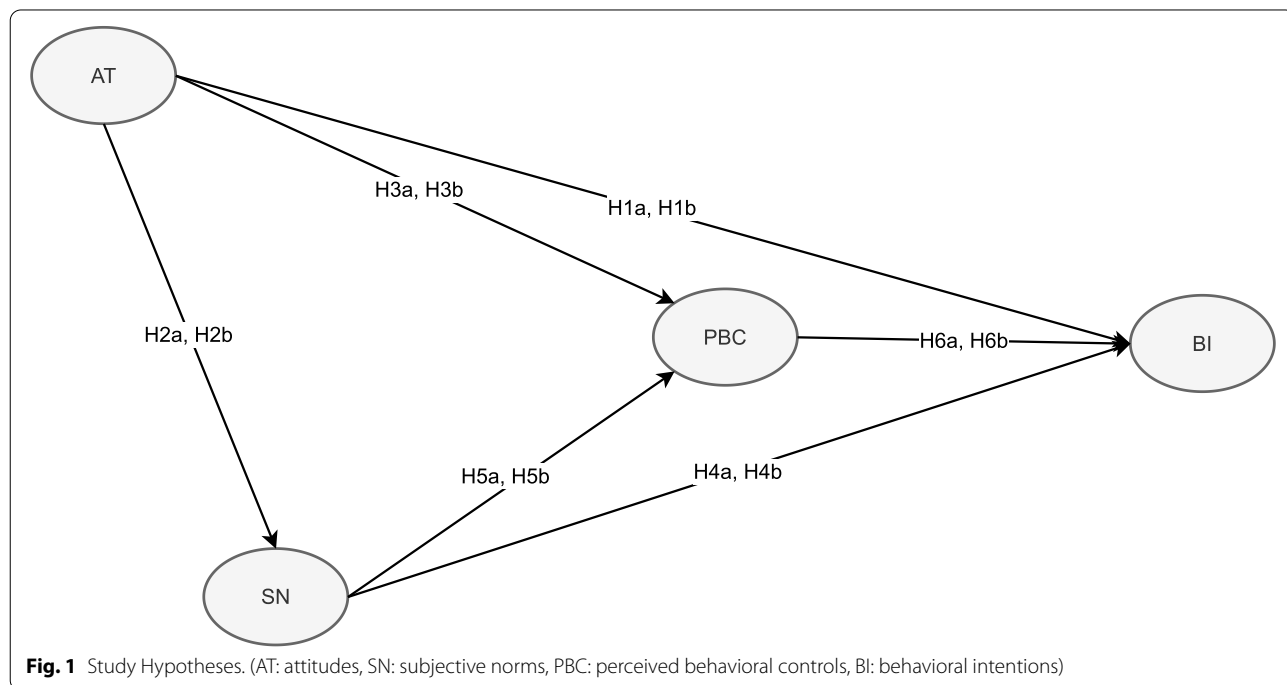 AT
H3a, H3b
H1a, H1b
H2a, H2b
PBC
H6a, H6b
BI
H5a, H5b
H4a, H4b
SN
Fig. 1 Study Hypotheses. (AT: attitudes, SN: subjective norms, PBC: perceived behavioral controls, BI: behavioral intentions)